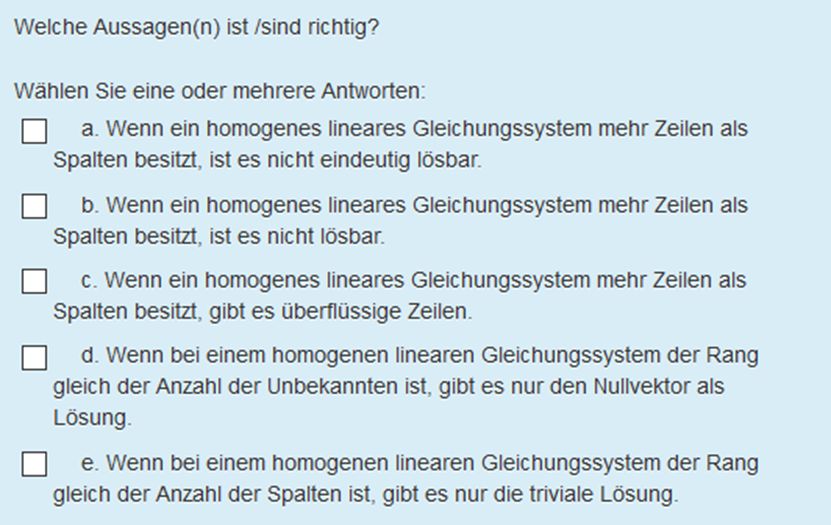 Welche Aussagen(n) ist /sind richtig?
Wählen Sie eine oder mehrere Antworten:
a. Wenn ein homogenes lineares Gleichungssystem mehr Zeilen als
Spalten besitzt, ist es nicht eindeutig lösbar.
b. Wenn ein homogenes lineares Gleichungssystem mehr Zeilen als
Spalten besitzt, ist es nicht lösbar.
c. Wenn ein homogenes lineares Gleichungssystem mehr Zeilen als
Spalten besitzt, gibt es überflüssige Zeilen.
d. Wenn bei einem homogenen linearen Gleichungssystem der Rang
gleich der Anzahl der Unbekannten ist, gibt es nur den Nullvektor als
Lösung.
e. Wenn bei einem homogenen linearen Gleichungssystem der Rang
gleich der Anzahl der Spalten ist, gibt es nur die triviale Lösung.